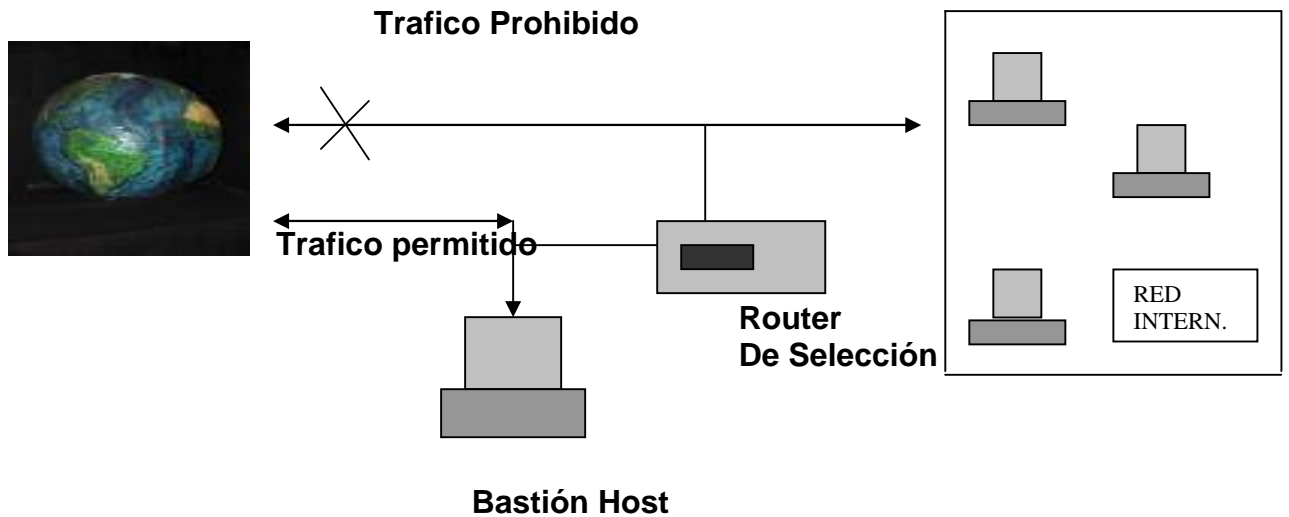 Trafico Prohibido
Trafico permitido
RED
INTERN.
Router
De Selección
Bastión Host